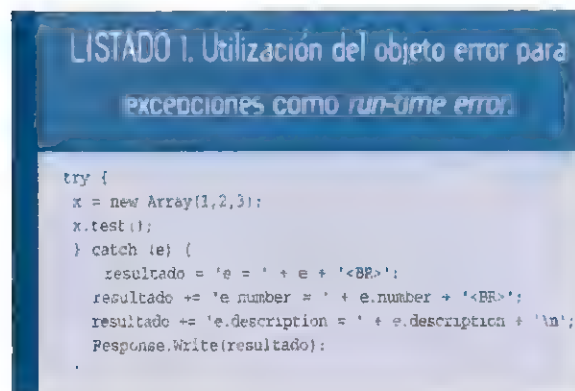 LISTADO 1. Utilización del objeto error para
excepciones como run-time error.
try {
x = new Array(1,2,3);
x.test();
} catch (e) {
resultado = 'e = ' + e + '<BR>';
resultado += 'e number = ' + e.number + '<BR>';
resultado += 'e.description = ' + e.description + '\n';
Response.Write(resultado);